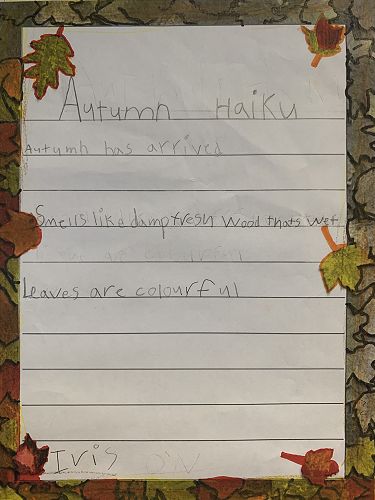 Autumn Haiku
Autumn has arrived
Smells like damp fresh wood thats wet
Leaves are colourful
Iris